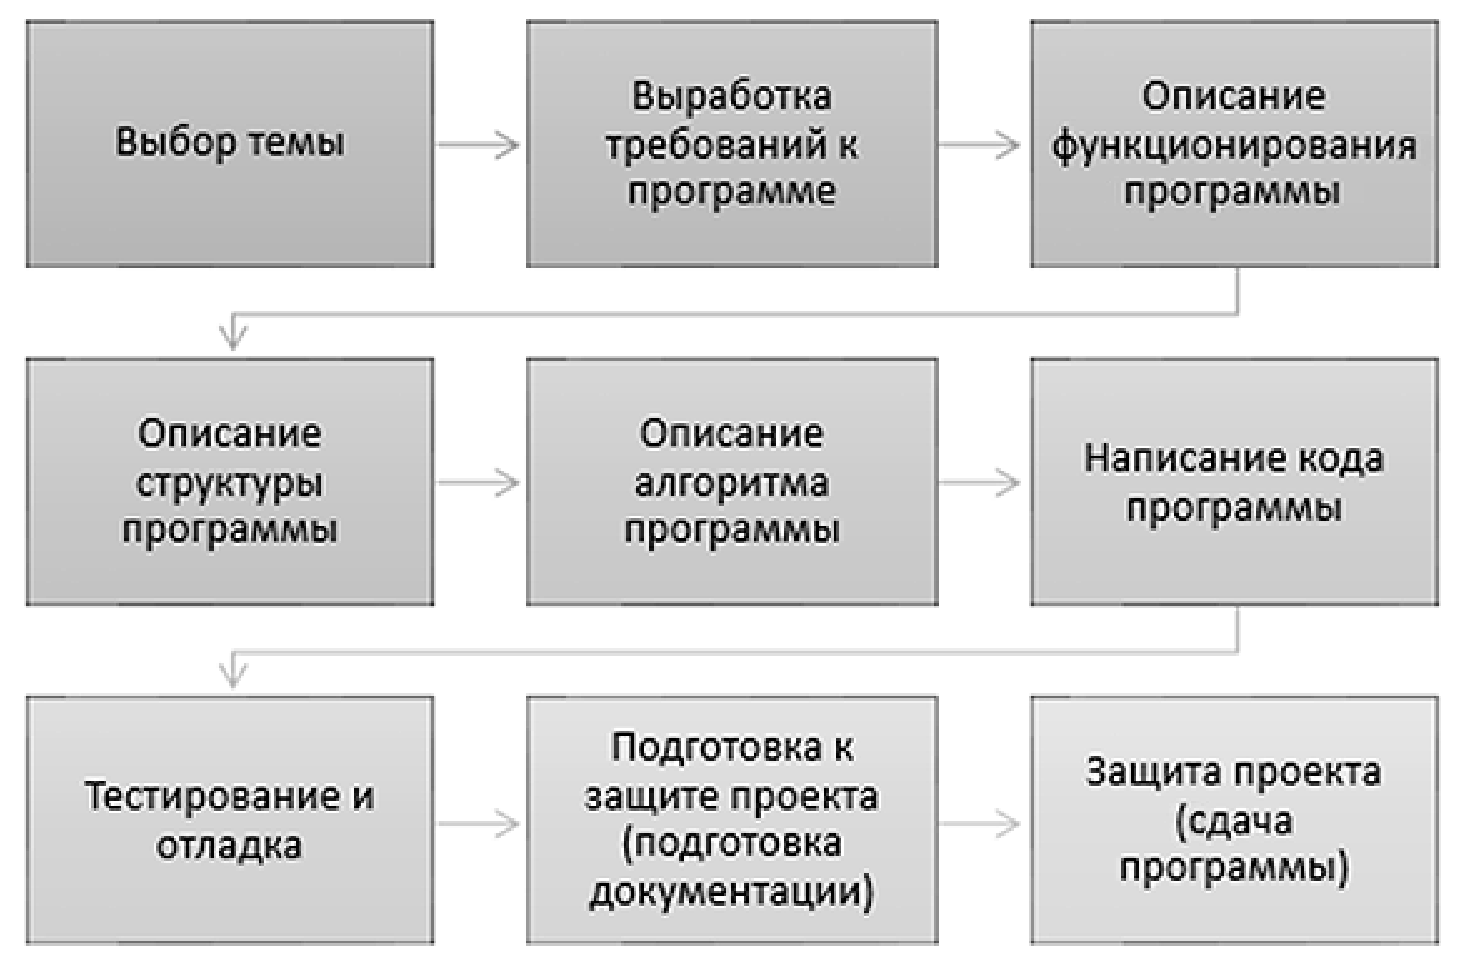 Выбор темы
Выработка
требований к
программе
Описание
функционирования
программы
Описание
структуры
программы
Описание
алгоритма
программы
Написание кода
программы
Тестирование и
отладка
Подготовка к
защите проекта
(подготовка
документации)
Защита проекта
(сдача
программы)